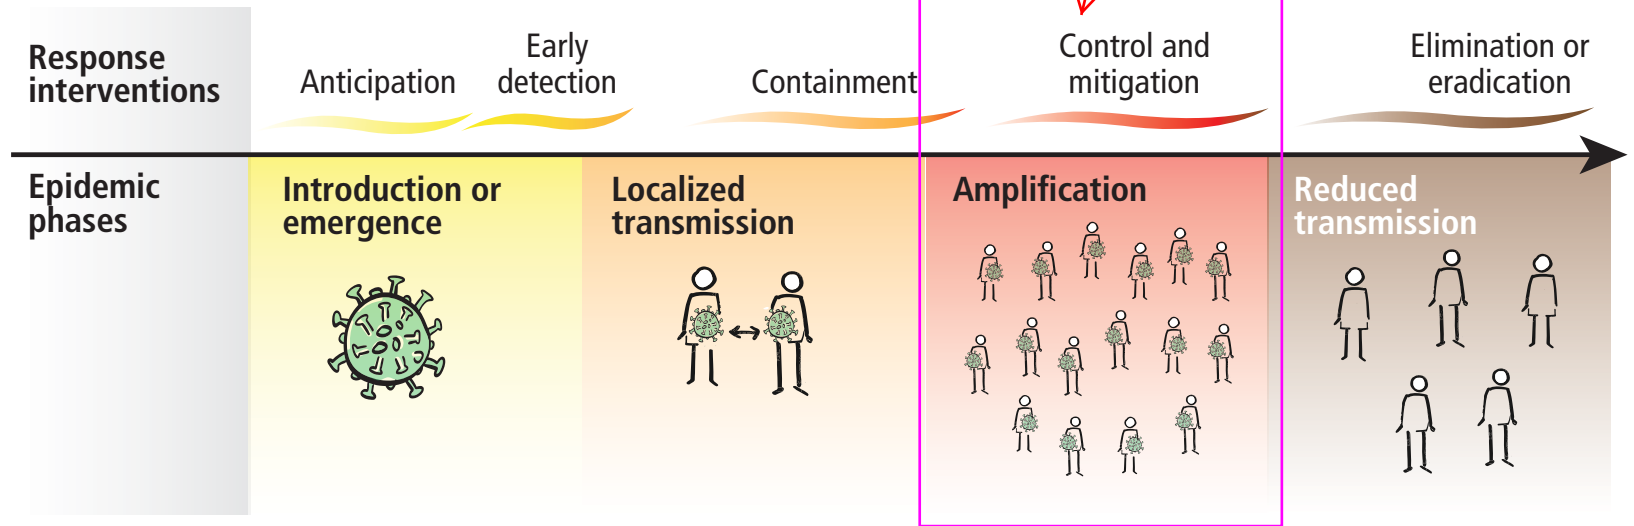 Response
interventions
Anticipation
Early
detection
Containment
Control and
mitigation
Elimination or
eradication
Epidemic
phases
Introduction or
emergence
Localized
transmission
Amplification
Reduced
transmission